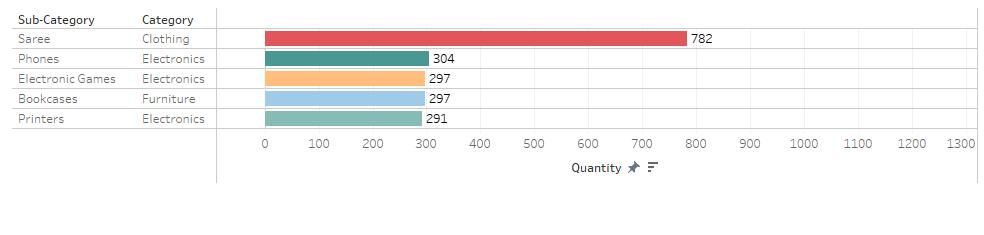 Sub-Category Category
Saree Clothing 782
Phones Electronics 304
Electronic Games Electronics 297
Bookcases Furniture 297
Printers Electronics 291
0 100 200 300 400 500 600 700 800 900 1000 1100 1200 1300
Quantity